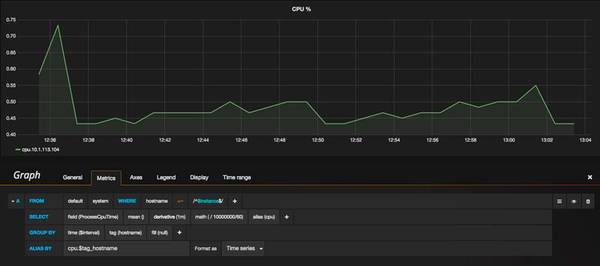 CPU %
0.75
0.70
0.65
0.60
0.55
0.50
0.45
0.40
12:36 12:38 12:40 12:42 12:44 12:46 12:48 12:50 12:52 12:54 12:56 12:58 13:00 13:02 13:04
cpu.10.1.113.104
Graph General Metrics Axes Legend Display Time range
A FROM default system WHERE hostname =~ /^$instance$/ +
SELECT field (ProcessCpuTime) mean () derivative (1m) math ( / 10000000/60) alias (cpu) +
GROUP BY time ($interval) tag (hostname) fill (null) +
ALIAS BY cpu.$tag_hostname Format as Time series